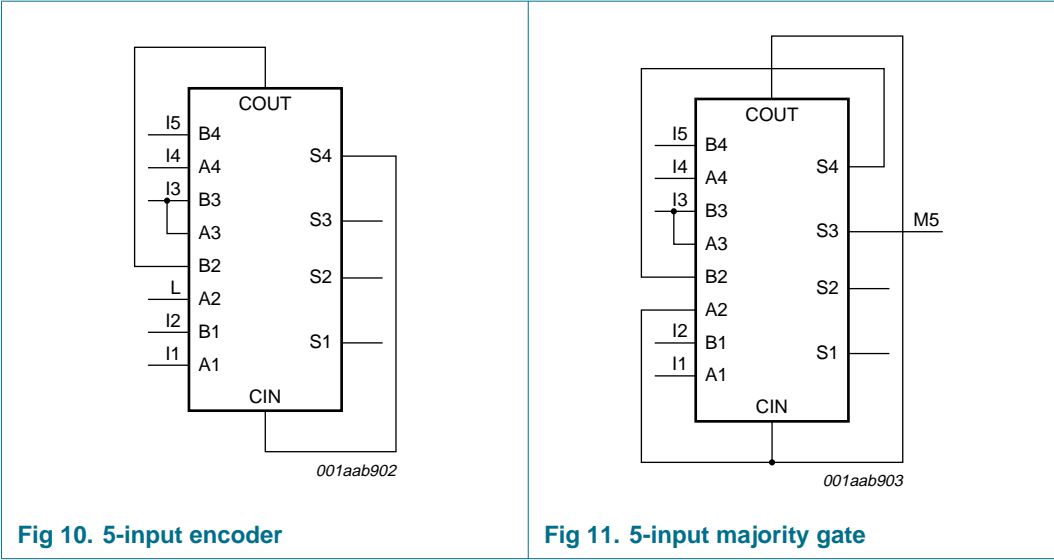 COUT
I5
B4
I4
A4
S4
I3
B3
A3
S3
B2
S2
L
A2
I2
B1
S1
I1
A1
CIN
001aab902
Fig 10. 5-input encoder
COUT
I5
B4
I4
A4
S4
I3
B3
M5
A3
S3
B2
S2
A2
I2
B1
S1
I1
A1
CIN
001aab903
Fig 11. 5-input majority gate